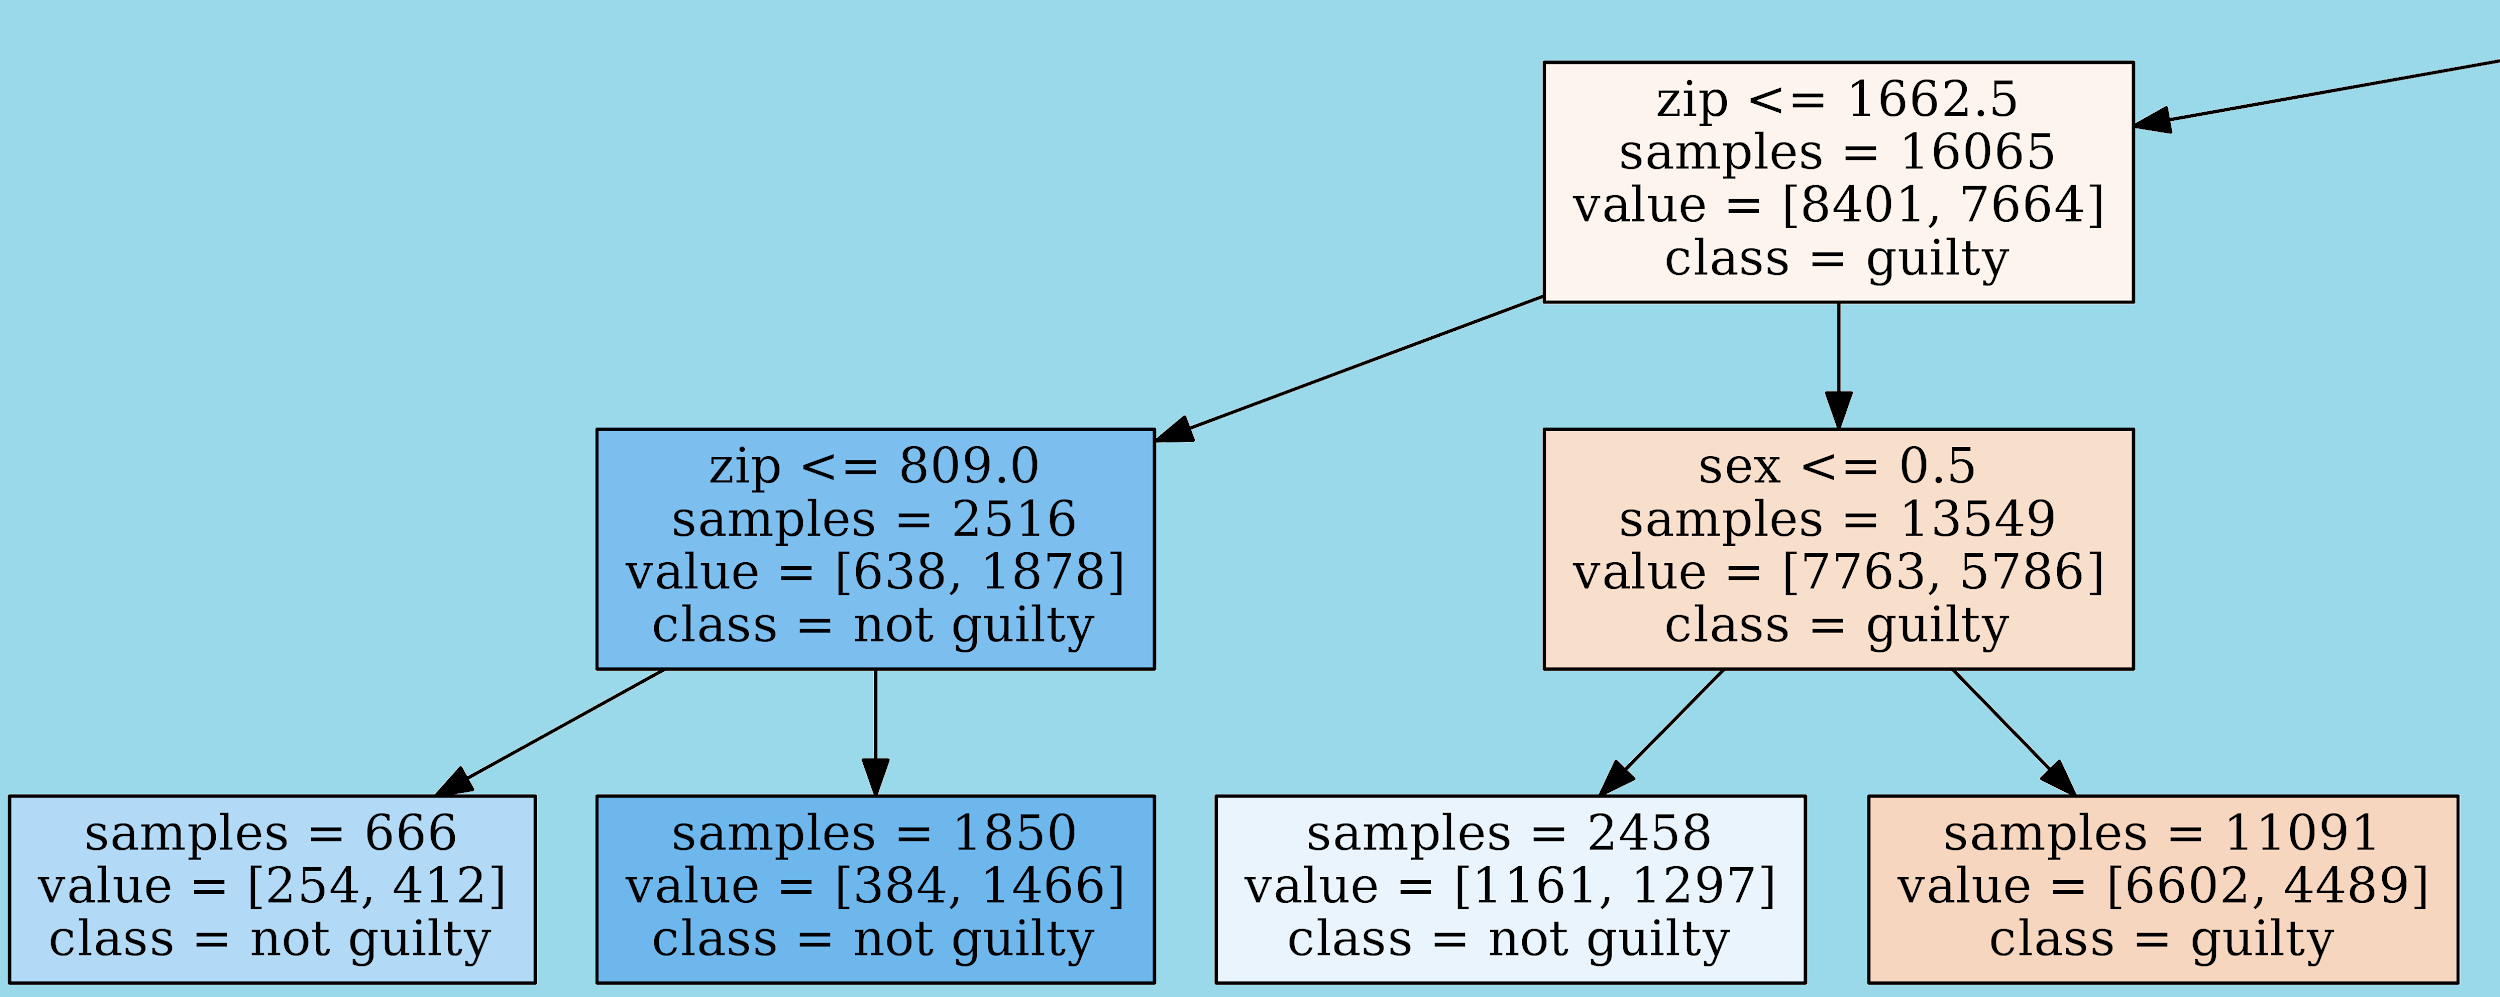 zip <= 1662.5
samples = 16065
value = [8401, 7664]
class = guilty
zip <= 809.0
samples = 2516
value = [638, 1878]
class = not guilty
sex <= 0.5
samples = 13549
value = [7763, 5786]
class = guilty
samples = 666
value = [254, 412]
class = not guilty
samples = 1850
value = [384, 1466]
class = not guilty
samples = 2458
value = [1161, 1297]
class = not guilty
samples = 11091
value = [6602, 4489]
class = guilty